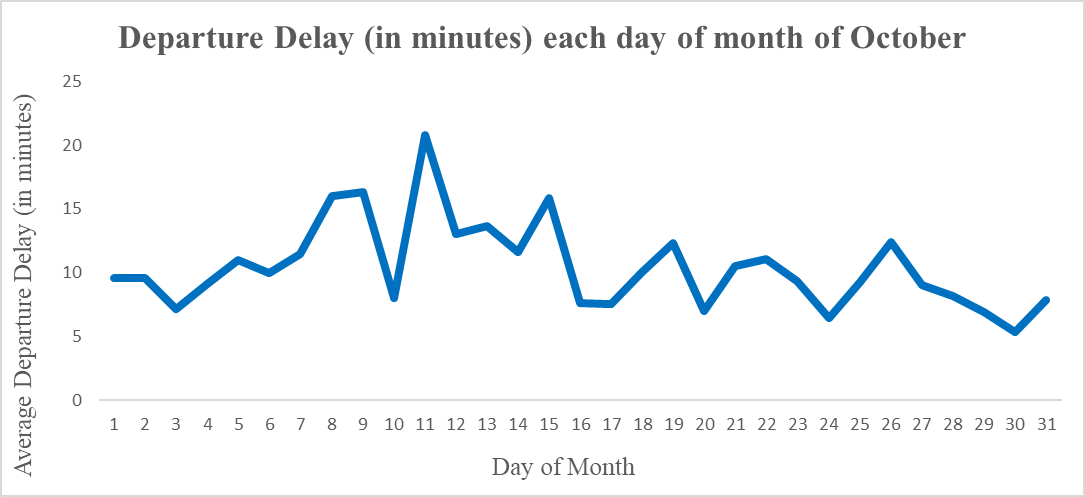 Departure Delay (in minutes) each day of month of October
Average Departure Delay (in minutes)
25
20
15
10
5
0
1 2 3 4 5 6 7 8 9 10 11 12 13 14 15 16 17 18 19 20 21 22 23 24 25 26 27 28 29 30 31
Day of Month